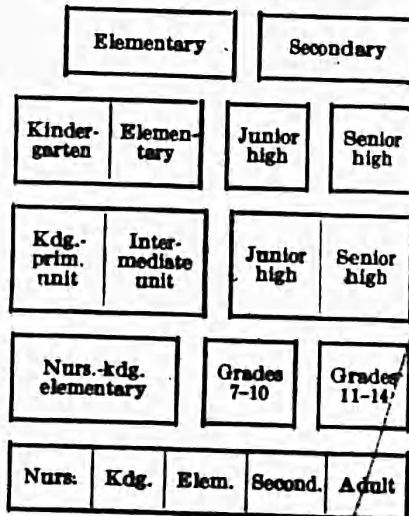 Elementary Secondary
Kinder- Elemen- Junior Senior
garten tary high high
Kdg.- Inter- Junior Senior
prim. mediate high high
unit unit
Nurs.-kdg. Grades Grades
elementary 7-10 11-14
Nurs. Kdg. Elem. Second. Adult